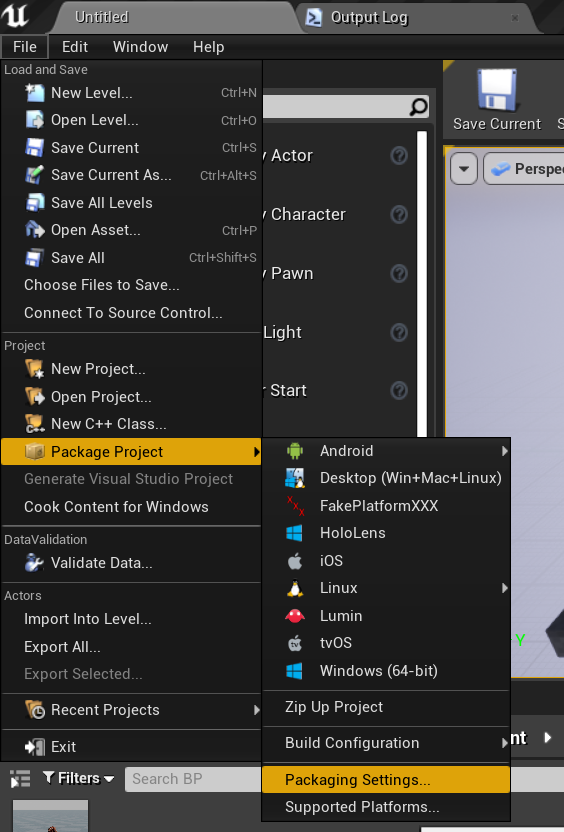 Untitled
Output Log
File Edit Window Help
Load and Save
New Level... Ctrl+N
Open Level... Ctrl+O
Save Current Ctrl+S
Save Current As... Ctrl+Alt+S
Save All Levels
Open Asset... Ctrl+P
Save All Ctrl+Shift+S
Choose Files to Save...
Connect To Source Control...
Project
New Project...
Open Project...
New C++ Class...
Package Project
Generate Visual Studio Project
Cook Content for Windows
DataValidation
Validate Data...
Actors
Import Into Level...
Export All...
Export Selected...
Recent Projects
Exit
Filters
Search BP
y Actor
y Character
y Pawn
Light
r Start
Save Current
S
Perspe
Android
Desktop (Win+Mac+Linux)
XXX FakePlatformXXX
HoloLens
iOS
Linux
Lumin
tv tvOS
Windows (64-bit)
Zip Up Project
Build Configuration
Packaging Settings...
Supported Platforms...
Y
nt